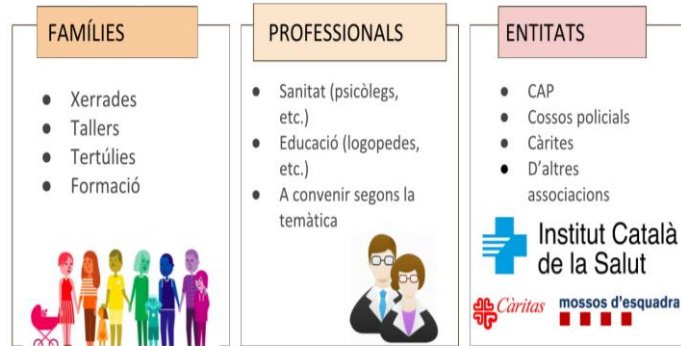 FAMÍLIES
● Xerrades
● Tallers
● Tertúlies
● Formació
PROFESSIONALS
● Sanitat (psicòlegs,
etc.)
● Educació (logopedes,
etc.)
● A convenir segons la
temàtica
ENTITATS
● CAP
● Cossos policials
● Càrites
● D'altres
associacions
Institut Català
de la Salut
Càritas
mossos d'esquadra